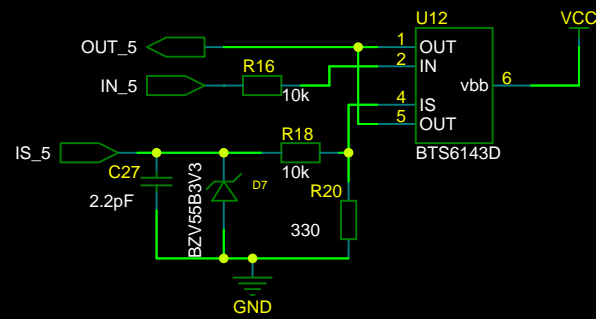 U12
VCC
OUT_5
1
OUT
IN_5
R16
10k
2
IN
vbb
6
4
IS
5
OUT
BTS6143D
IS_5
R18
10k
C27
2.2pF
BZV55B3V3
D7
R20
330
GND